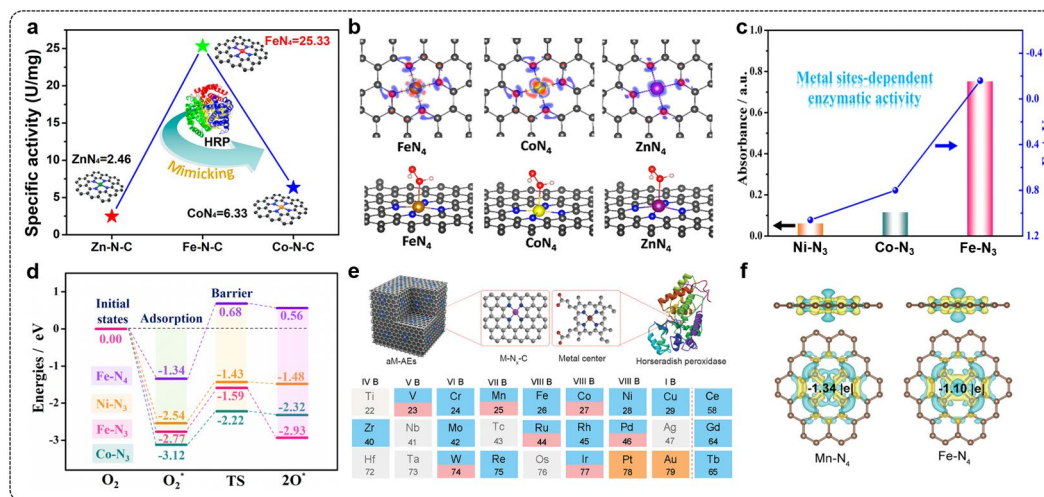 a
Specific activity (U/mg)
25
20
15
10
5
0
FeN₄=25.33
HRP
Mimicking
ZnN₄=2.46
CoN₄=6.33
Zn-N-C Fe-N-C Co-N-C
b
FeN₄ CoN₄ ZnN₄
FeN₄ CoN₄ ZnN₄
c
Absorbance / a.u.
1.0
0.8
0.6
0.4
0.2
0.0
Metal sites-dependent
enzymatic activity
-0.4
0.0
0.4
0.8
1.2
Ni-N₃ Co-N₃ Fe-N₃
d
Energies / eV
1
0
-1
-2
-3
Initial
states
Adsorption
Barrier
0.00
0.68
0.56
-1.34
-1.43
-1.48
-1.59
-2.54
-2.77
-3.12
-2.22
-2.32
-2.93
Fe-N₄
Ni-N₃
Fe-N₃
Co-N₃
O₂ O₂* TS 2O*
e
aM-AEs
M-N₄-C
Metal center
Horseradish peroxidase
IV B V B VI B VII B VIII B VIII B VIII B I B
Ti V Cr Mn Fe Co Ni Cu Ce
22 23 24 25 26 27 28 29 58
Zr Nb Mo Tc Ru Rh Pd Ag Gd
40 41 42 43 44 45 46 47 64
Hf Ta W Re Os Ir Pt Au Tb
72 73 74 75 76 77 78 79 65
f
-1.34 |e| -1.10 |e|
Mn-N₄ Fe-N₄